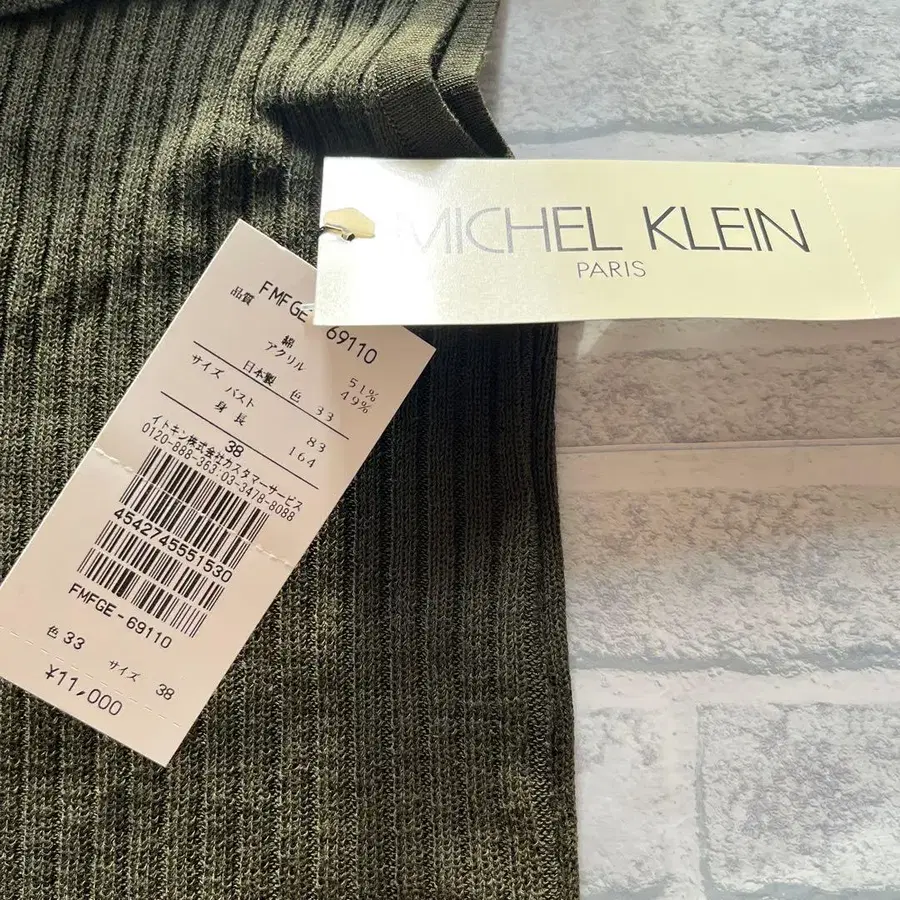 MICHEL KLEIN
PARIS
FMFGE-69110
品質
綿 51%
アクリル 49%
日本製 色 33
サイズ
バスト 83
身長 164
38
イトキン株式会社カスタマーサービス
0120-888-363:03-3478-8088
4542745551530
FMFGE-69110
色 33 サイズ 38
¥11,000